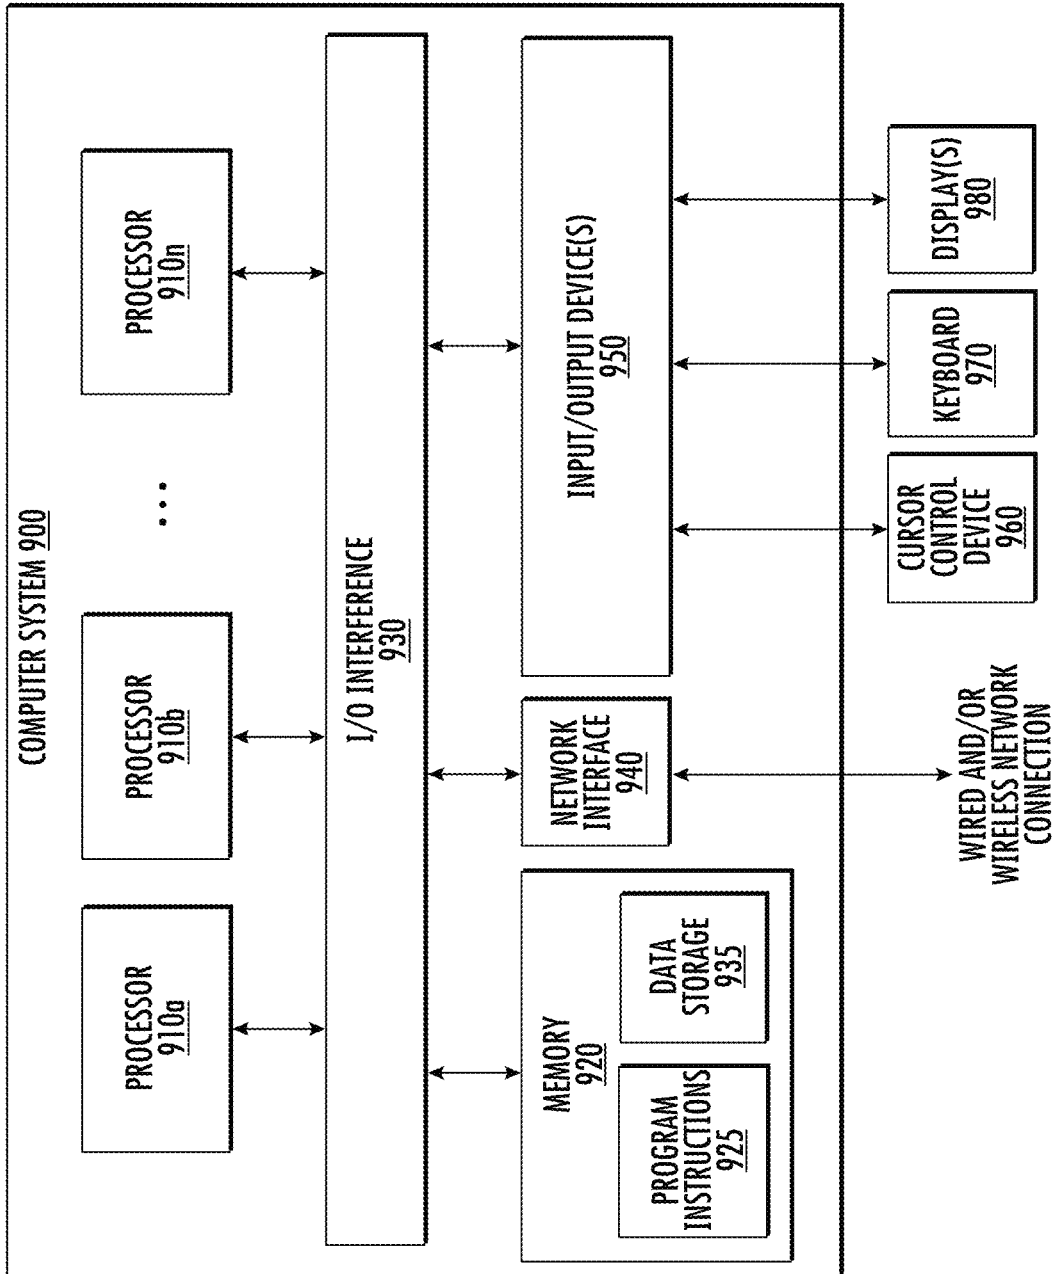 COMPUTER SYSTEM 900
PROCESSOR
910a
PROCESSOR
910b
...
PROCESSOR
910n
I/O INTERFERENCE
930
MEMORY
920
PROGRAM
INSTRUCTIONS
925
DATA
STORAGE
935
NETWORK
INTERFACE
940
INPUT/OUTPUT DEVICE(S)
950
WIRED AND/OR
WIRELESS NETWORK
CONNECTION
CURSOR
CONTROL
DEVICE
960
KEYBOARD
970
DISPLAY(S)
980